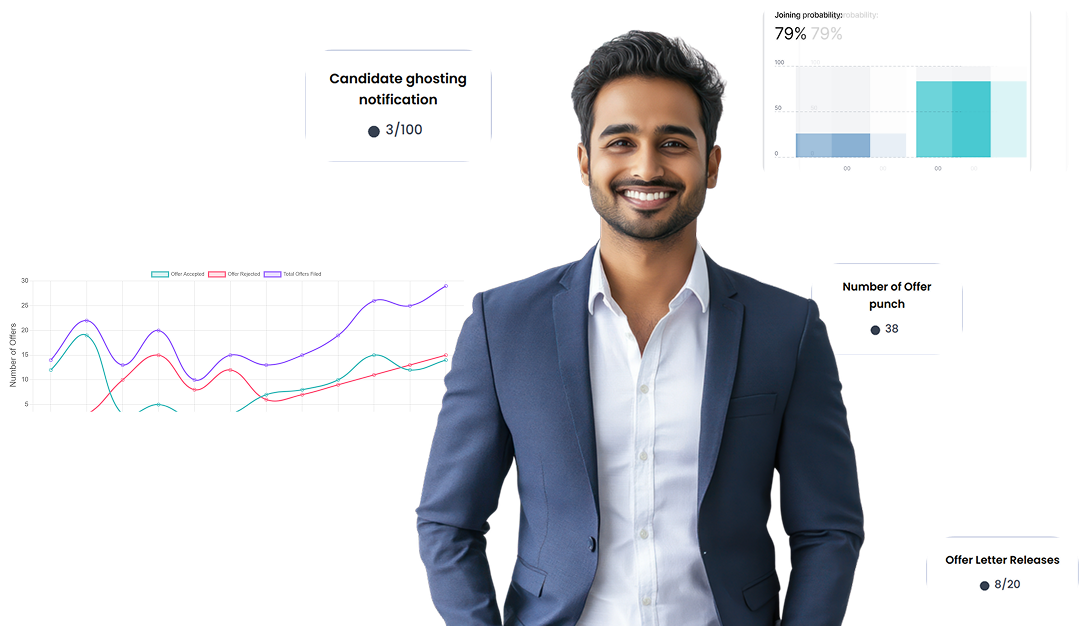 Joining probability:
79% 79%
100
50
0
00
00
Candidate ghosting
notification
3/100
Offer Accepted
Offer Rejected
Total Offers Filed
Number of Offers
30
25
20
15
10
5
Number of Offer
punch
38
Offer Letter Releases
8/20